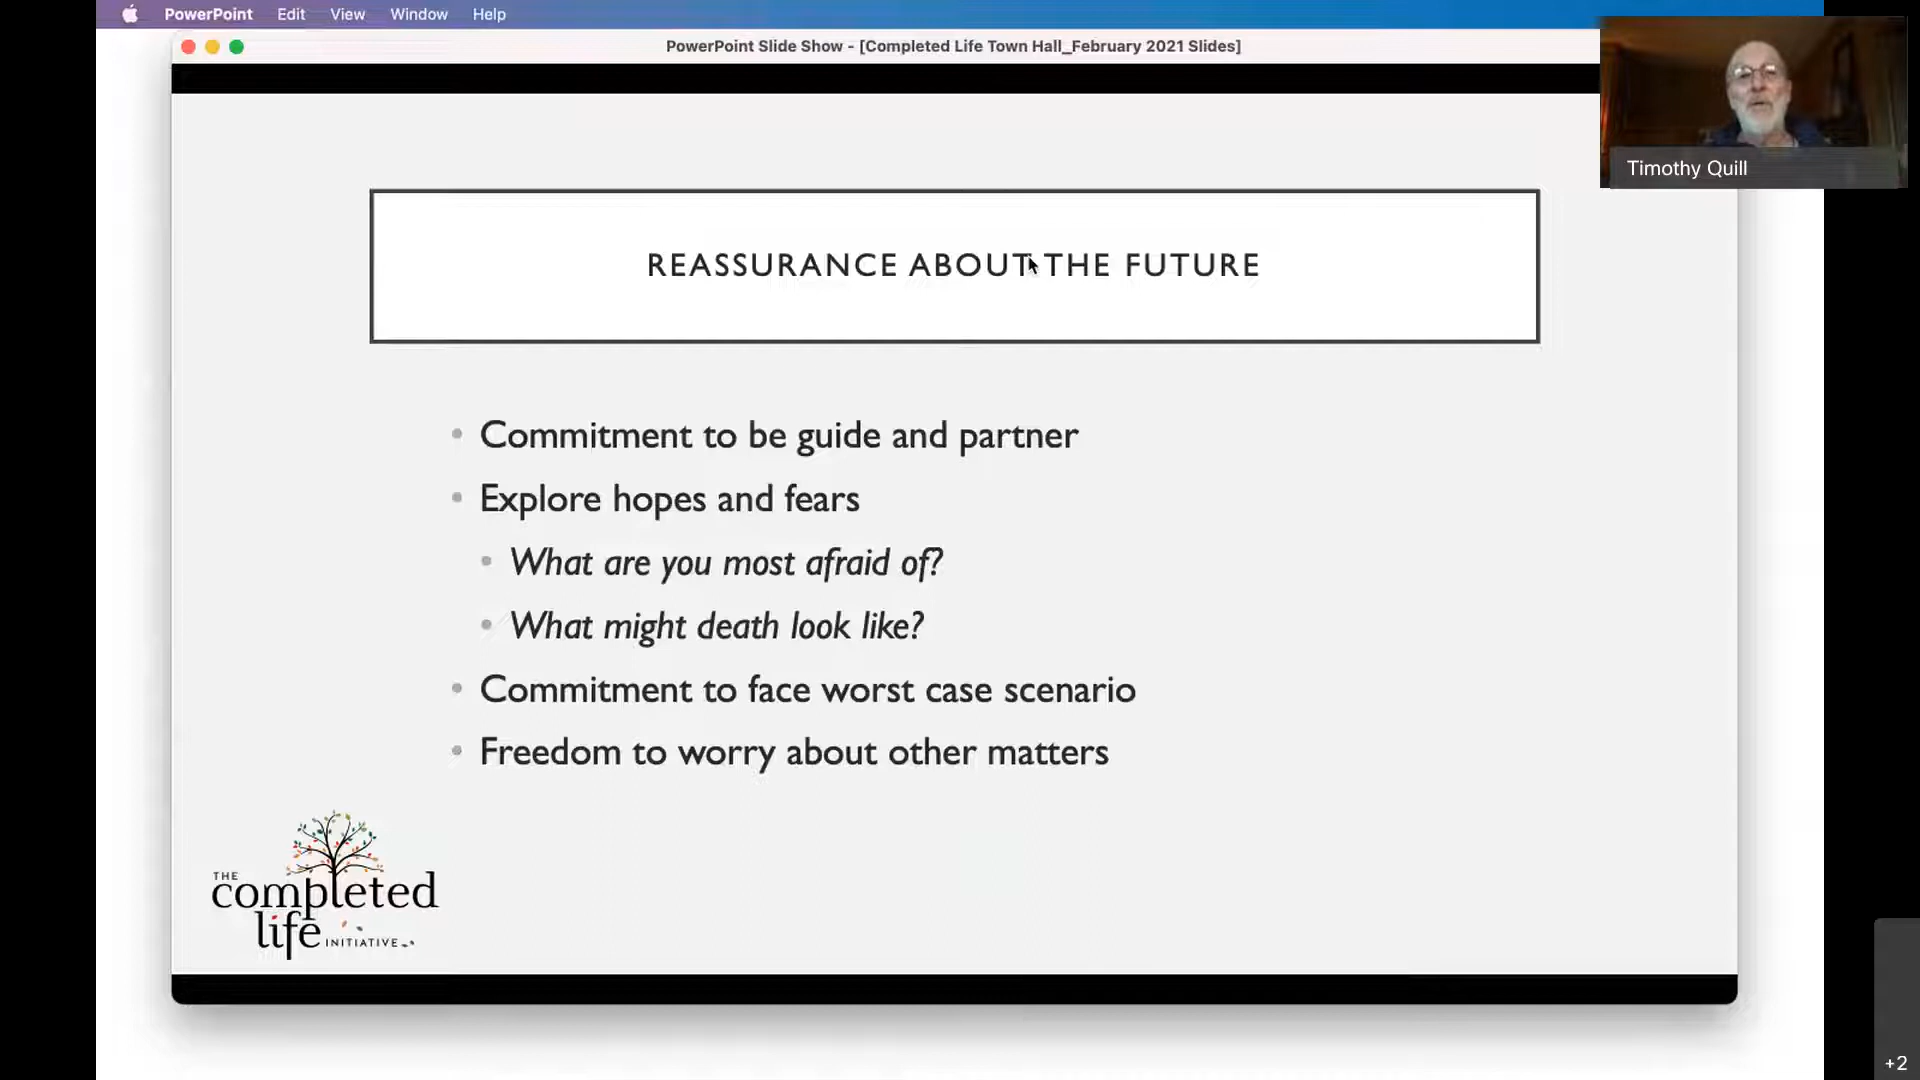 PowerPoint Edit View Window Help
PowerPoint Slide Show - [Completed Life Town Hall_February 2021 Slides]
Timothy Quill
REASSURANCE ABOUT THE FUTURE
• Commitment to be guide and partner
• Explore hopes and fears
• What are you most afraid of?
• What might death look like?
• Commitment to face worst case scenario
• Freedom to worry about other matters
THE
completed
life INITIATIVE
+2